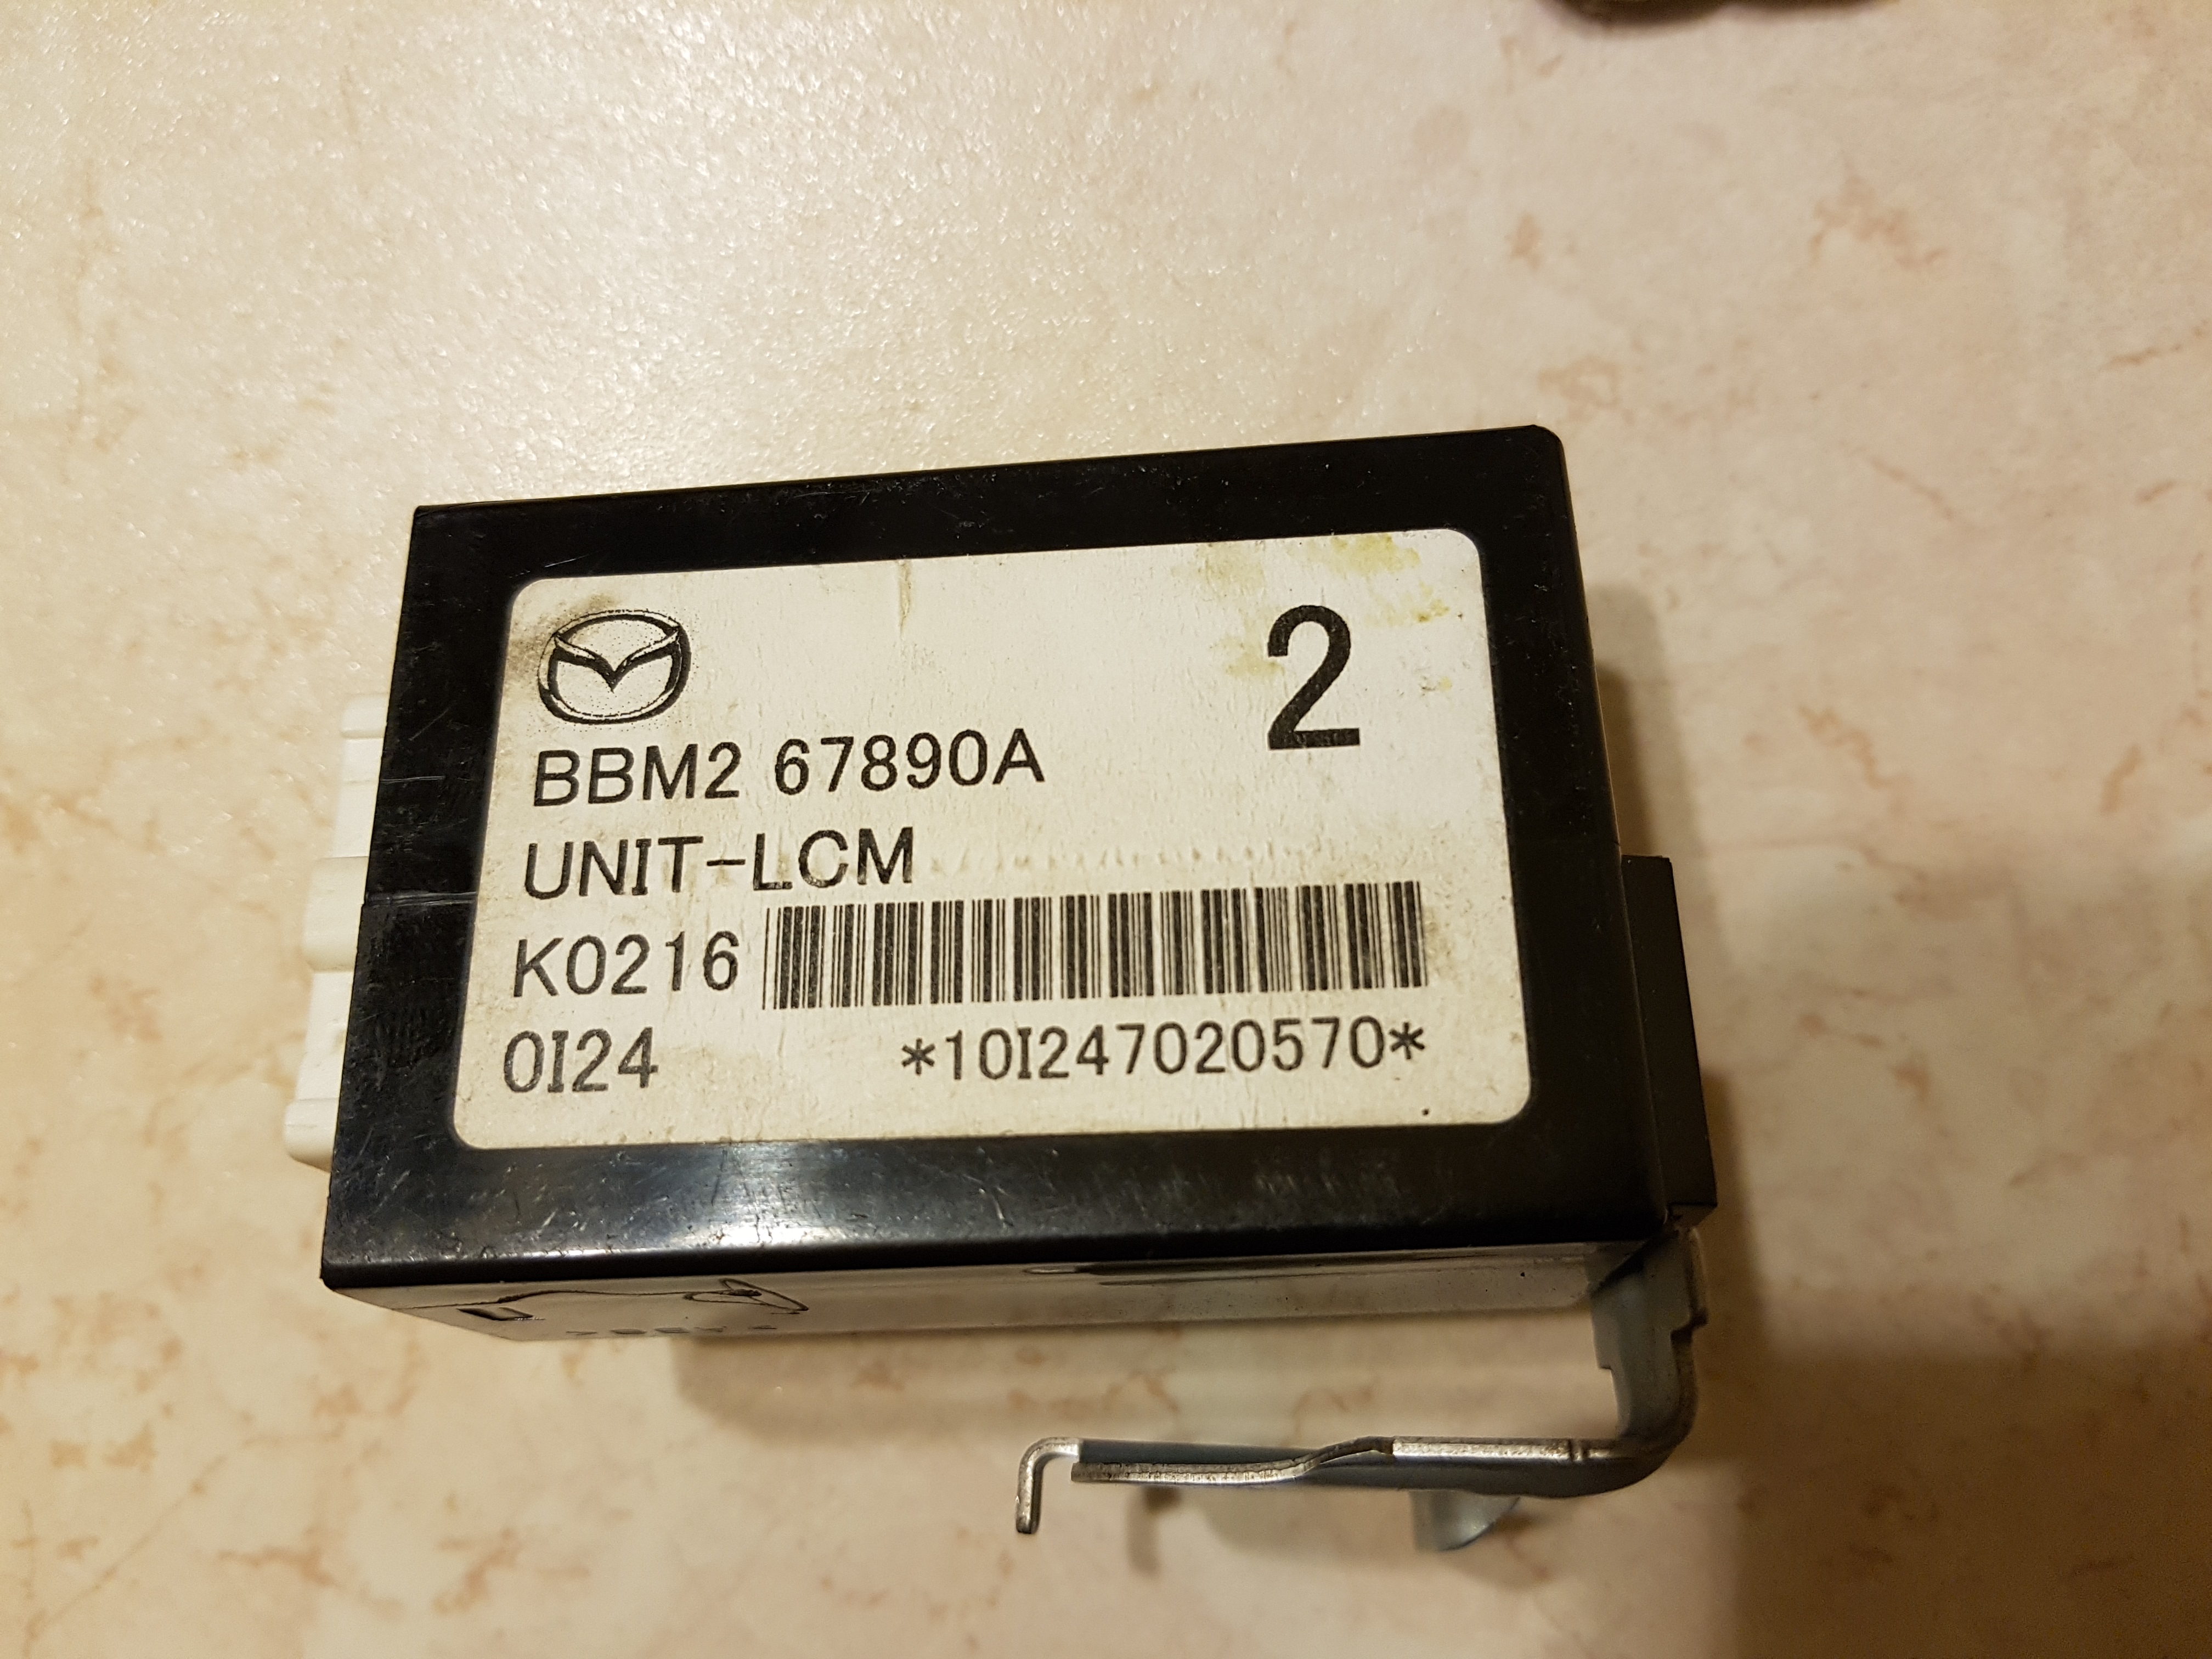 2
BBM2 67890A
UNIT-LCM
K0216
0I24 *10I247020570*